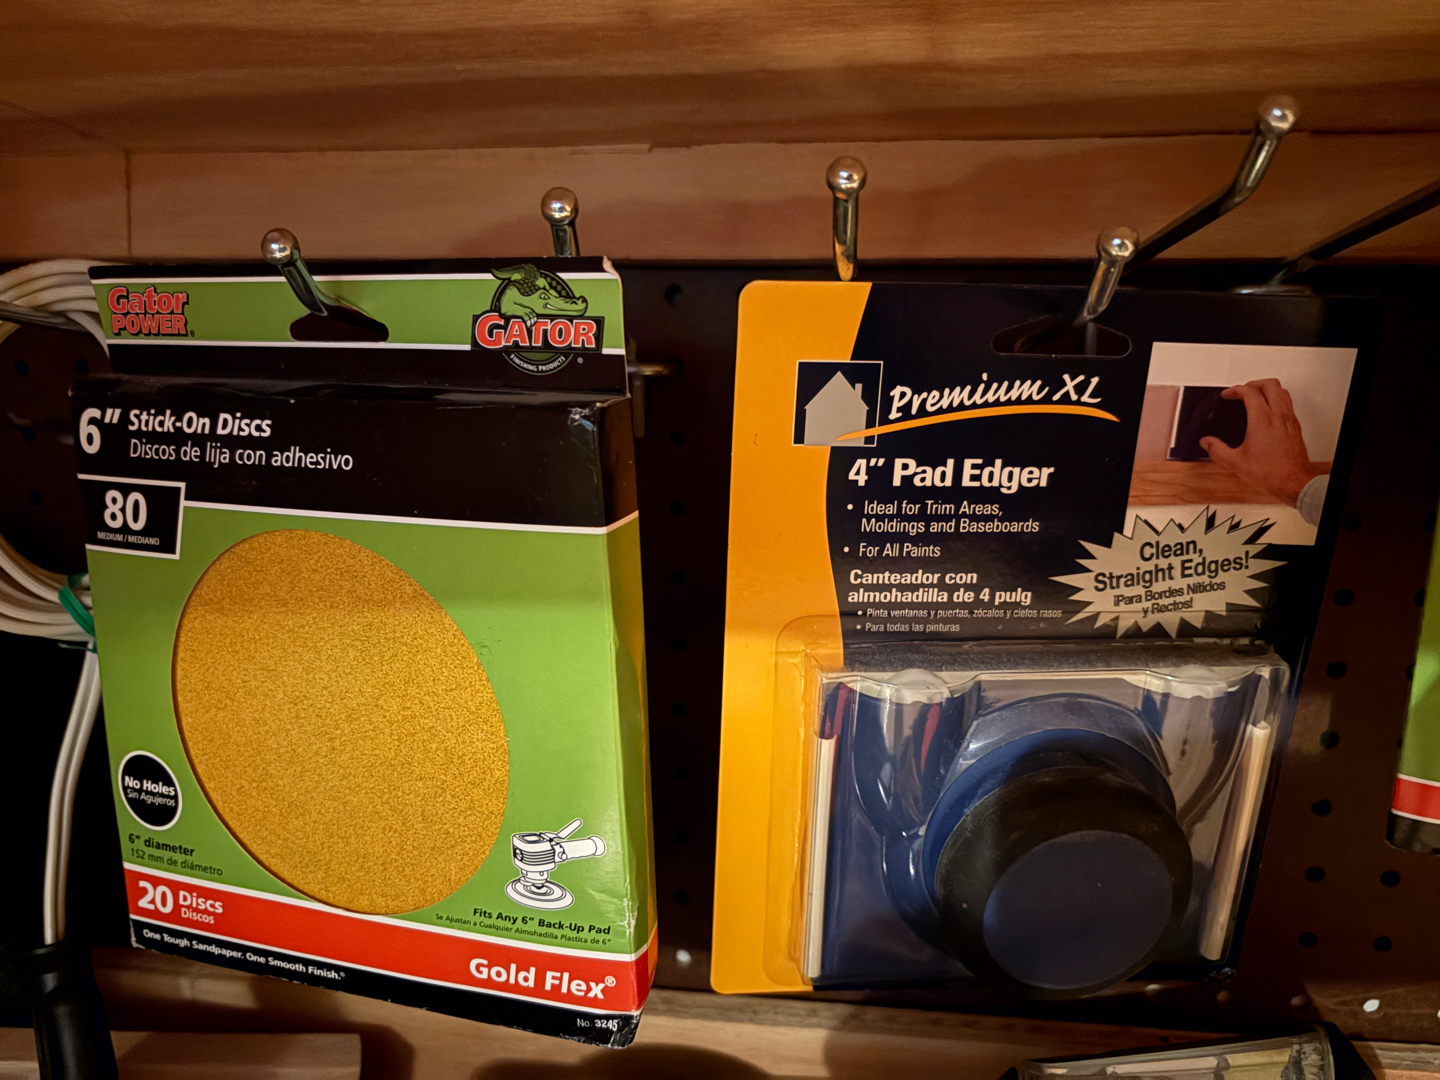 Gator
POWER
GATOR
FINISHING PRODUCTS
6" Stick-On Discs
Discos de lija con adhesivo
80
MEDIUM / MEDIANO
No Holes
Sin Agujeros
6" diameter
152 mm de diámetro
Fits Any 6" Back-Up Pad
Se Ajustan a Cualquier Almohadilla Plastica de 6"
20 Discs
Discos
One Tough Sandpaper. One Smooth Finish.®
Gold Flex®
No. 3245
Premium XL
4" Pad Edger
• Ideal for Trim Areas,
Moldings and Baseboards
• For All Paints
Canteador con
almohadilla de 4 pulg
• Pinta ventanas y puertas, zócalos y cielos rasos
• Para todas las pinturas
Clean,
Straight Edges!
¡Para Bordes Nítidos
y Rectos!